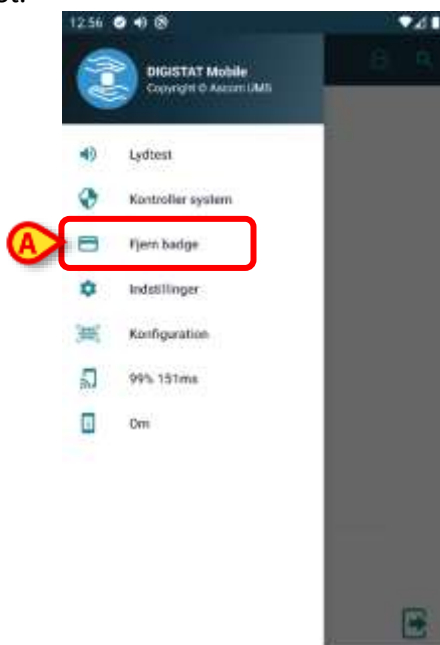 12.56
DIGISTAT Mobile
Copyright © Ascom UMS
Lydtest
Kontroller system
A
Fjern badge
Indstillinger
Konfiguration
99% 151ms
Om